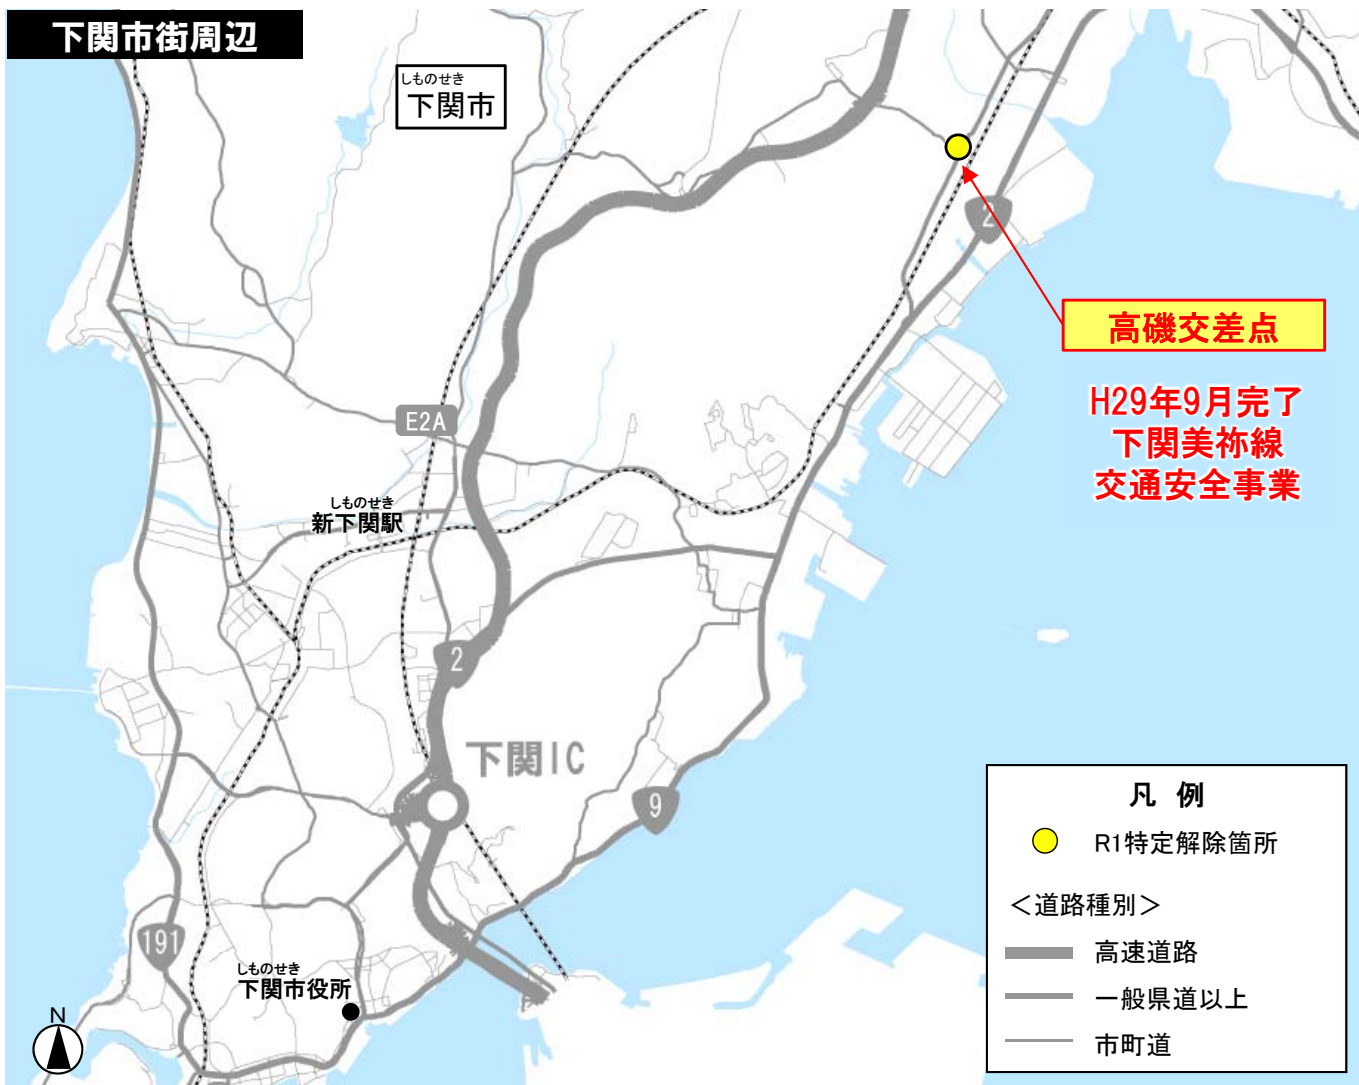 下関市街周辺
しものせき
下関市
2
高磯交差点
H29年9月完了
下関美祢線
交通安全事業
E2A
しものせき
新下関駅
2
下関IC
9
191
しものせき
下関市役所
N
凡 例
R1特定解除箇所
＜道路種別＞
高速道路
一般県道以上
市町道